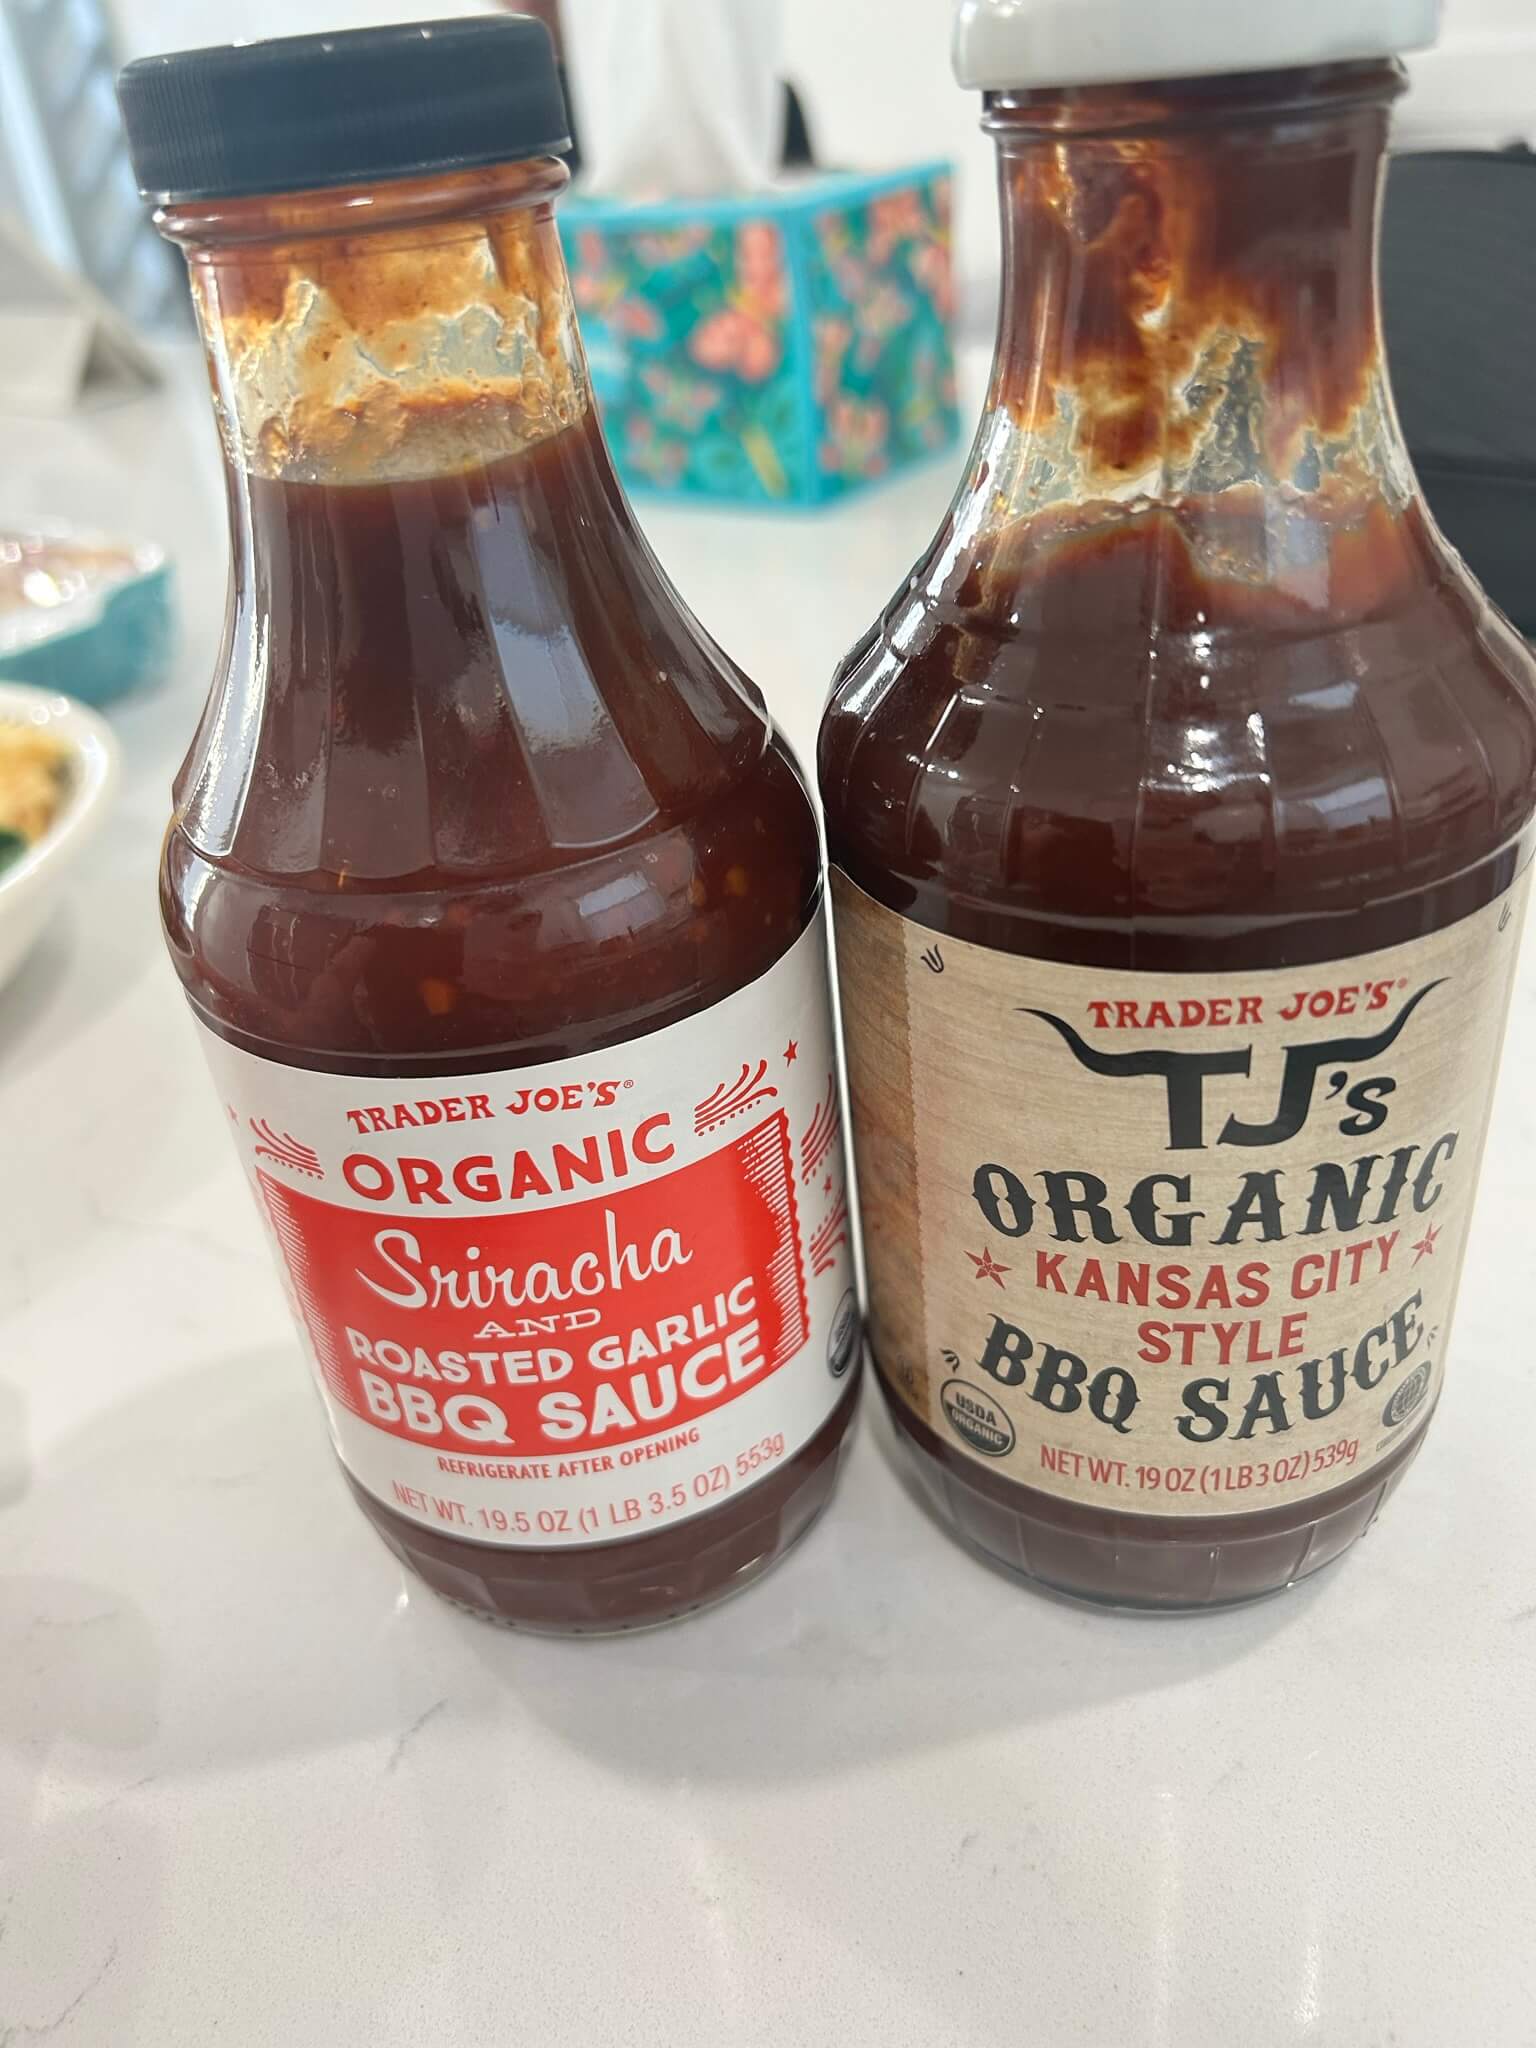 TRADER JOE'S®
ORGANIC
Sriracha
AND
ROASTED GARLIC
BBQ SAUCE
REFRIGERATE AFTER OPENING
NET WT. 19.5 OZ (1 LB 3.5 OZ) 553g
TRADER JOE'S®
TJ's
ORGANIC
KANSAS CITY
STYLE
BBQ SAUCE
USDA
ORGANIC
NET WT. 19 OZ (1 LB 3 OZ) 539g